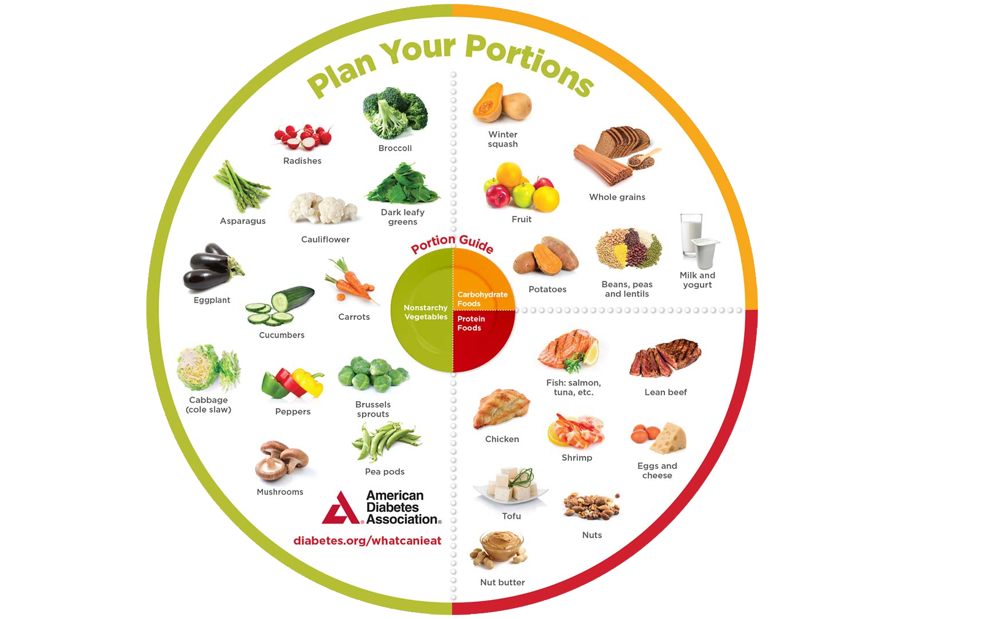 Plan Your Portions
Broccoli
Radishes
Dark leafy
greens
Asparagus
Cauliflower
Eggplant
Carrots
Cucumbers
Cabbage
(cole slaw)
Peppers
Brussels
sprouts
Pea pods
Mushrooms
American
Diabetes
Association®
diabetes.org/whatcanieat
Portion Guide
Nonstarchy
Vegetables
Carbohydrate
Foods
Protein
Foods
Winter
squash
Whole grains
Fruit
Potatoes
Beans, peas
and lentils
Milk and
yogurt
Fish: salmon,
tuna, etc.
Lean beef
Chicken
Shrimp
Eggs and
cheese
Tofu
Nuts
Nut butter